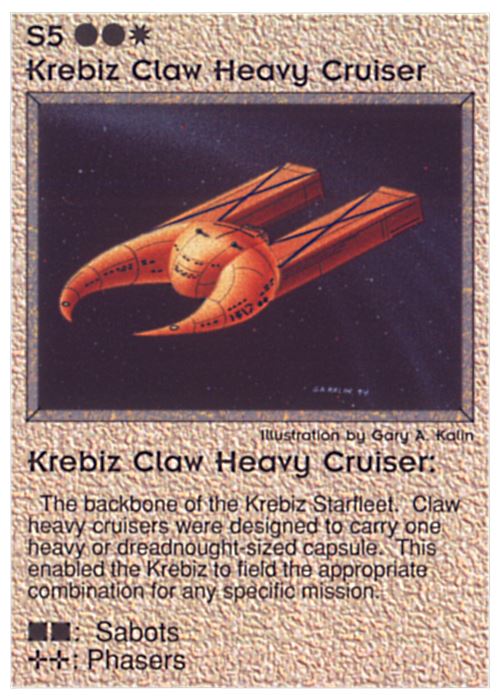 S5 ●●✷
Krebiz Claw Heavy Cruiser
Illustration by Gary A. Kalin
Krebiz Claw Heavy Cruiser:
The backbone of the Krebiz Starfleet. Claw
heavy cruisers were designed to carry one
heavy or dreadnought-sized capsule. This
enabled the Krebiz to field the appropriate
combination for any specific mission.
■■: Sabots
✢✢: Phasers